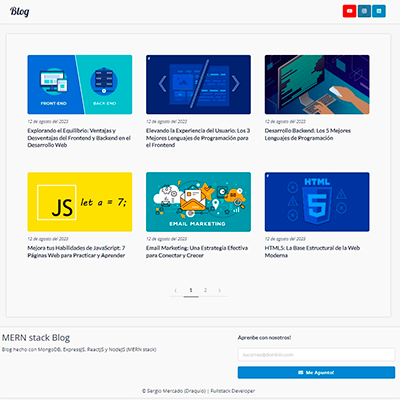 Blog
FRONT-END
BACK-END
12 de agosto del 2023
Explorando el Equilibrio: Ventajas y
Desventajas del Frontend y Backend en el
Desarrollo Web
12 de agosto del 2023
Elevando la Experiencia del Usuario: Los 3
Mejores Lenguajes de Programación para
el Frontend
12 de agosto del 2023
Desarrollo Backend: Los 5 Mejores
Lenguajes de Programación
JS
let a = 7;
12 de agosto del 2023
Mejora tus Habilidades de JavaScript: 7
Páginas Web para Practicar y Aprender
EMAIL MARKETING
12 de agosto del 2023
Email Marketing: Una Estrategia Efectiva
para Conectar y Crecer
HTML
5
12 de agosto del 2023
HTML5: La Base Estructural de la Web
Moderna
1 2
MERN stack Blog
Blog hecho con MongoDB, ExpressJS, ReactJS y NodeJS (MERN stack)
Aprenbe con nosotros!
Me Apunto!
© Sergio Mercado (Draquio) | Fullstack Developer